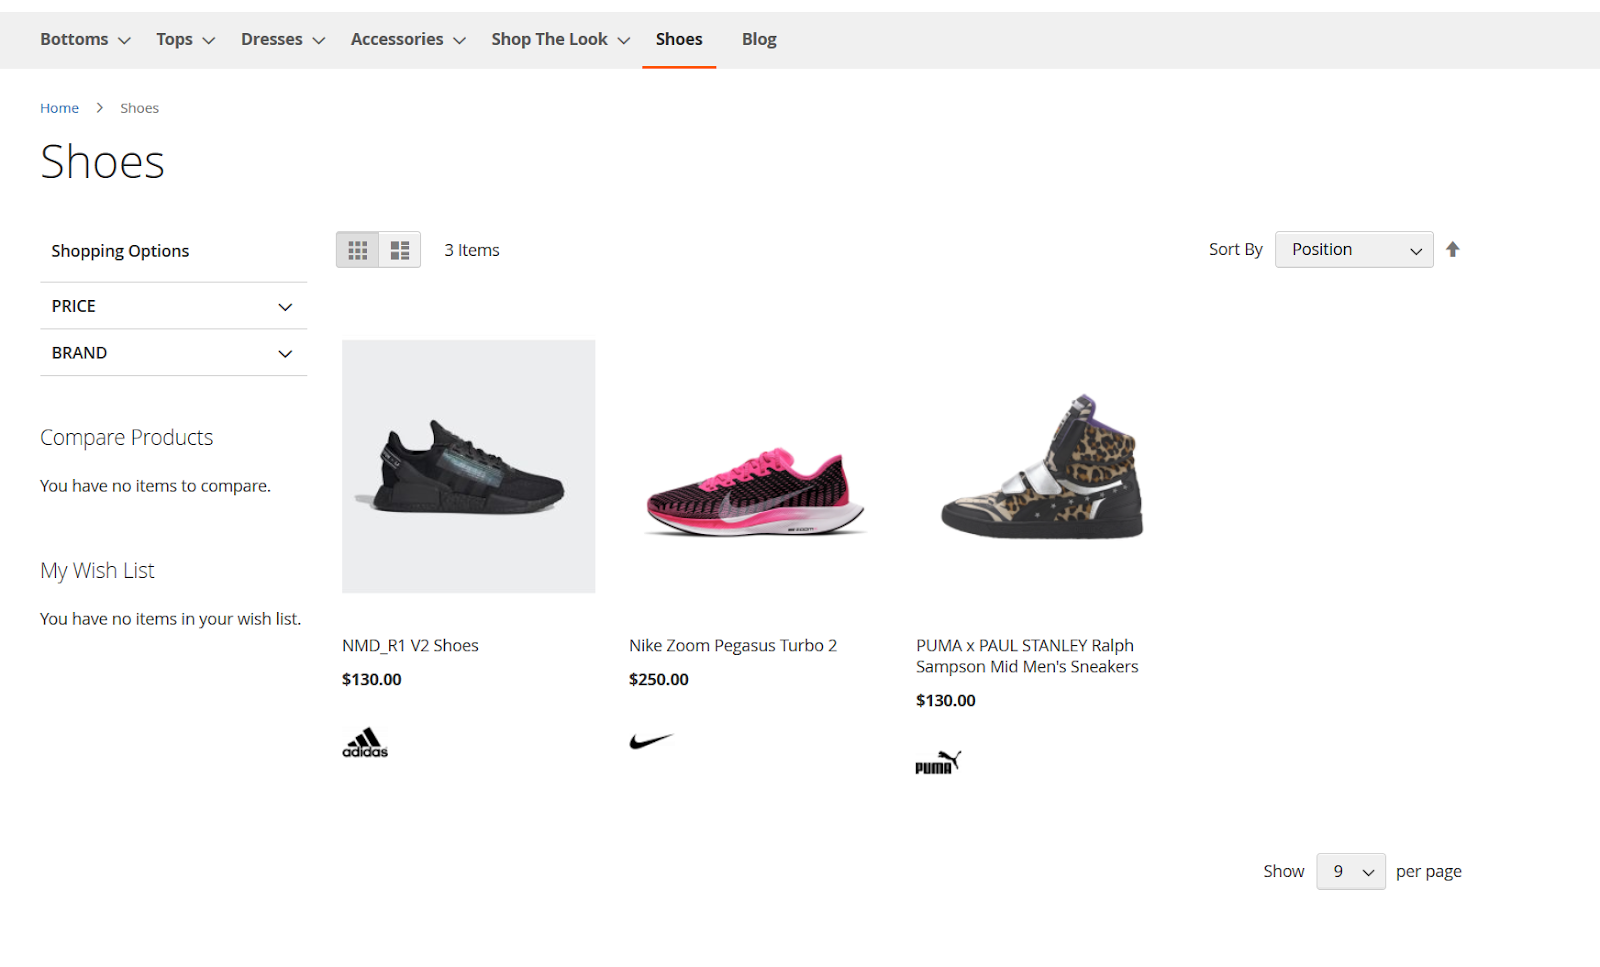 Bottoms Tops Dresses Accessories Shop The Look Shoes Blog
Home > Shoes
Shoes
Shopping Options
PRICE
BRAND
Compare Products
You have no items to compare.
My Wish List
You have no items in your wish list.
3 Items
Sort By Position
NMD_R1 V2 Shoes
$130.00
adidas
Nike Zoom Pegasus Turbo 2
$250.00
PUMA x PAUL STANLEY Ralph
Sampson Mid Men's Sneakers
$130.00
PUMA
Show 9 per page